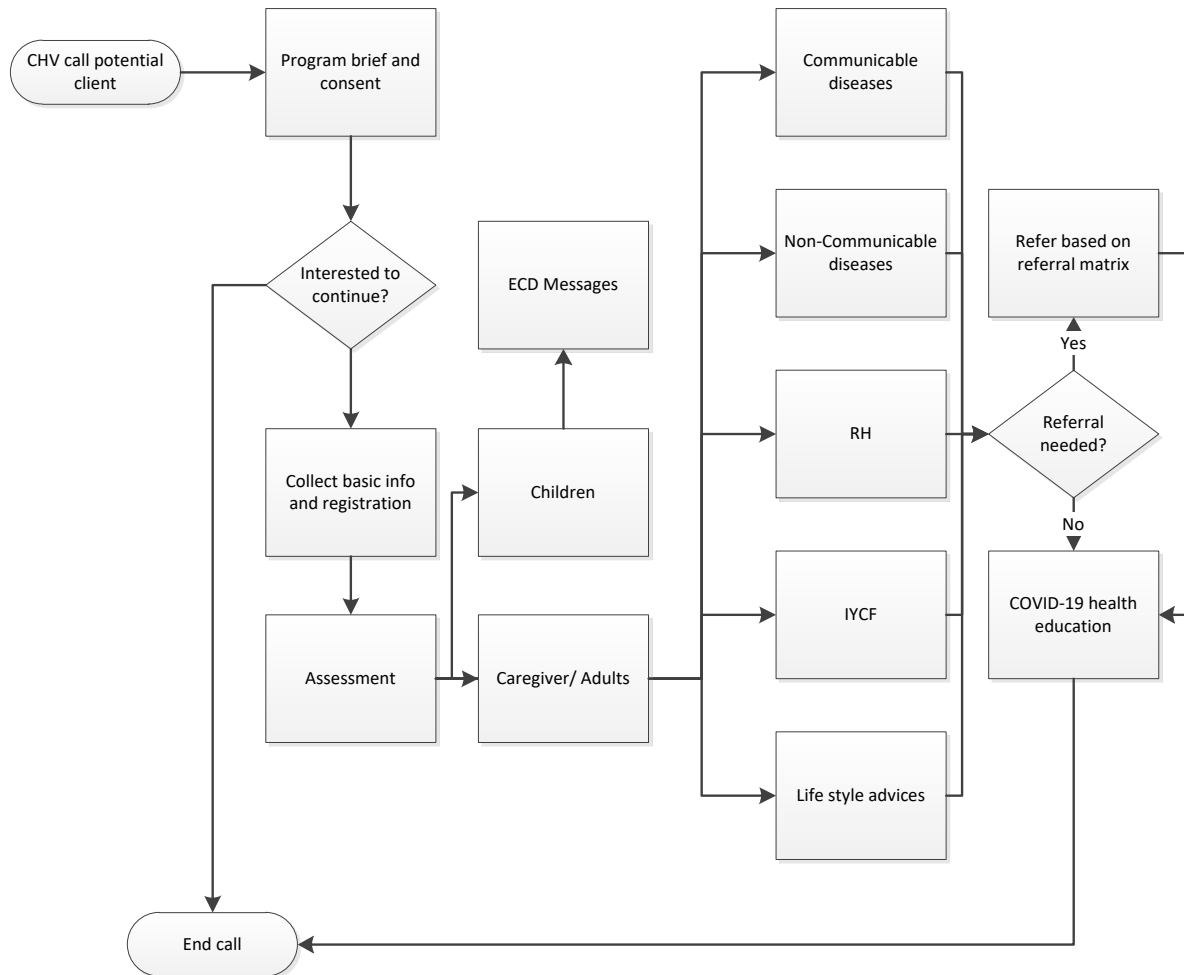 CHV call potential
client
Program brief and
consent
Interested to
continue?
Collect basic info
and registration
Assessment
ECD Messages
Children
Caregiver/ Adults
Communicable
diseases
Non-Communicable
diseases
RH
IYCF
Life style advices
Refer based on
referral matrix
Yes
Referral
needed?
No
COVID-19 health
education
End call